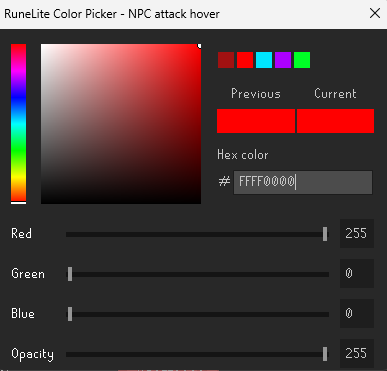 RuneLite Color Picker - NPC attack hover
Previous Current
Hex color
# FFFF0000
Red 255
Green 0
Blue 0
Opacity 255